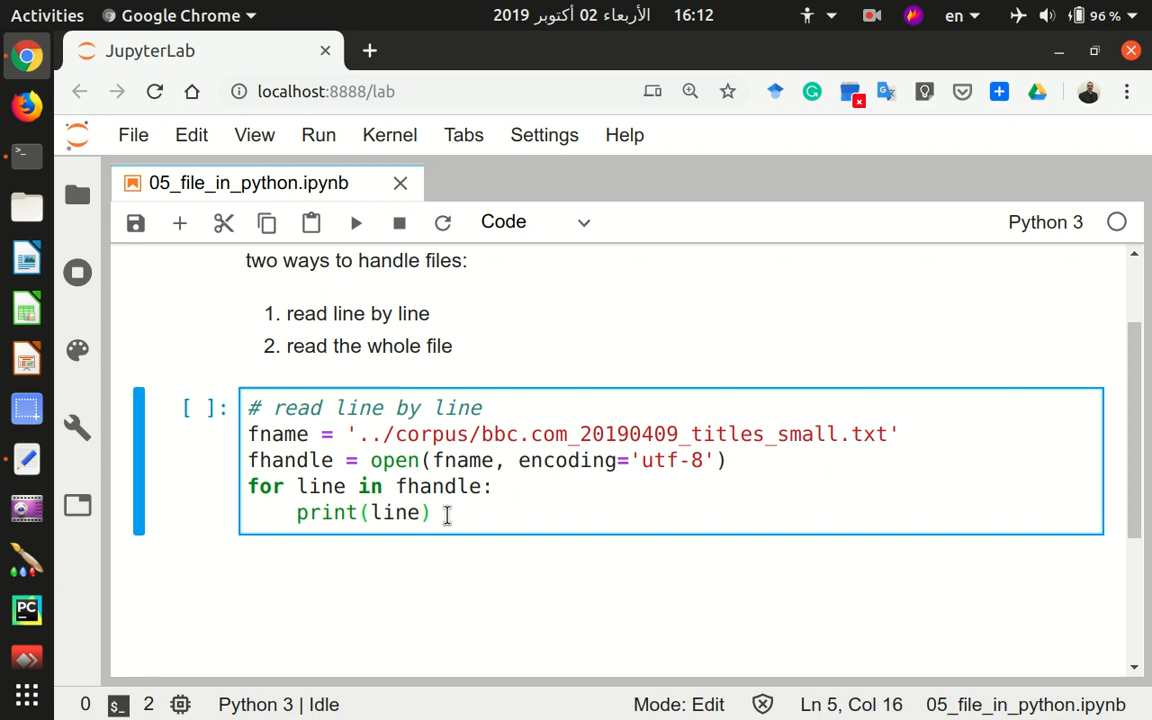 Activities Google Chrome 2019 الأربعاء 02 أكتوبر 16:12 en 96 %
JupyterLab
localhost:8888/lab
File Edit View Run Kernel Tabs Settings Help
05_file_in_python.ipynb
Code Python 3
two ways to handle files:
1. read line by line
2. read the whole file
[ ]: # read line by line
fname = '../corpus/bbc.com_20190409_titles_small.txt'
fhandle = open(fname, encoding='utf-8')
for line in fhandle:
print(line)
PC
0 $_ 2 Python 3 | Idle Mode: Edit Ln 5, Col 16 05_file_in_python.ipynb